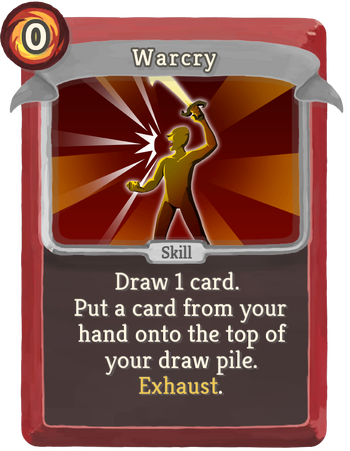 0
Warcry
Skill
Draw 1 card.
Put a card from your
hand onto the top of
your draw pile.
Exhaust.